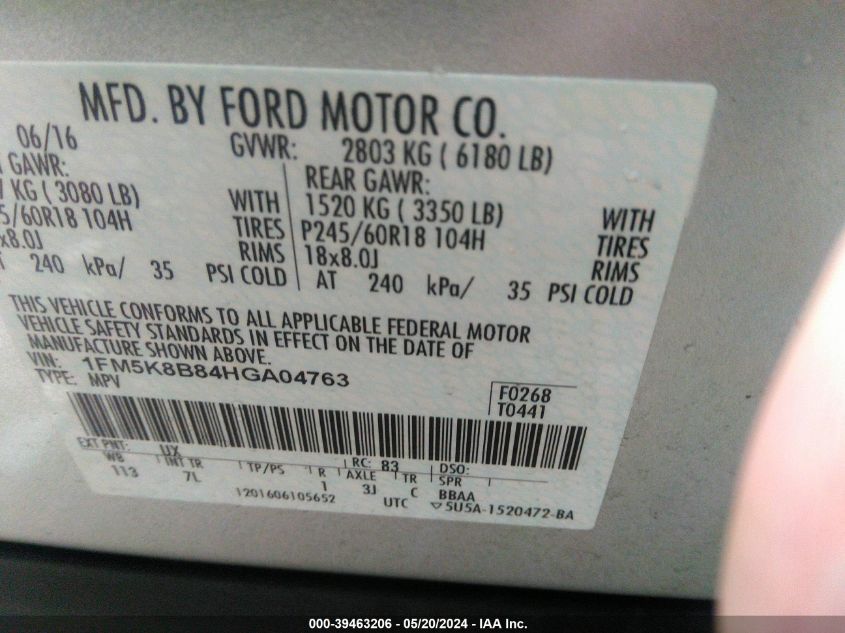 MFD. BY FORD MOTOR CO.
06/16 GVWR: 2803 KG ( 6180 LB)
GAWR: REAR GAWR:
KG ( 3080 LB) WITH 1520 KG ( 3350 LB) WITH
5/60R18 104H TIRES P245/60R18 104H TIRES
x8.0J RIMS 18x8.0J RIMS
AT 240 kPa/ 35 PSI COLD AT 240 kPa/ 35 PSI COLD
THIS VEHICLE CONFORMS TO ALL APPLICABLE FEDERAL MOTOR
VEHICLE SAFETY STANDARDS IN EFFECT ON THE DATE OF
MANUFACTURE SHOWN ABOVE.
VIN: 1FM5K8B84HGA04763
TYPE: MPV
F0268
T0441
EXT PNT: UX RC: 83 DSO:
WB INT TR TP/PS R AXLE TR SPR
113 7L 1 3J C BBAA
1201606105652 UTC ▽5U5A-1520472-BA
000-39463206 - 05/20/2024 - IAA Inc.